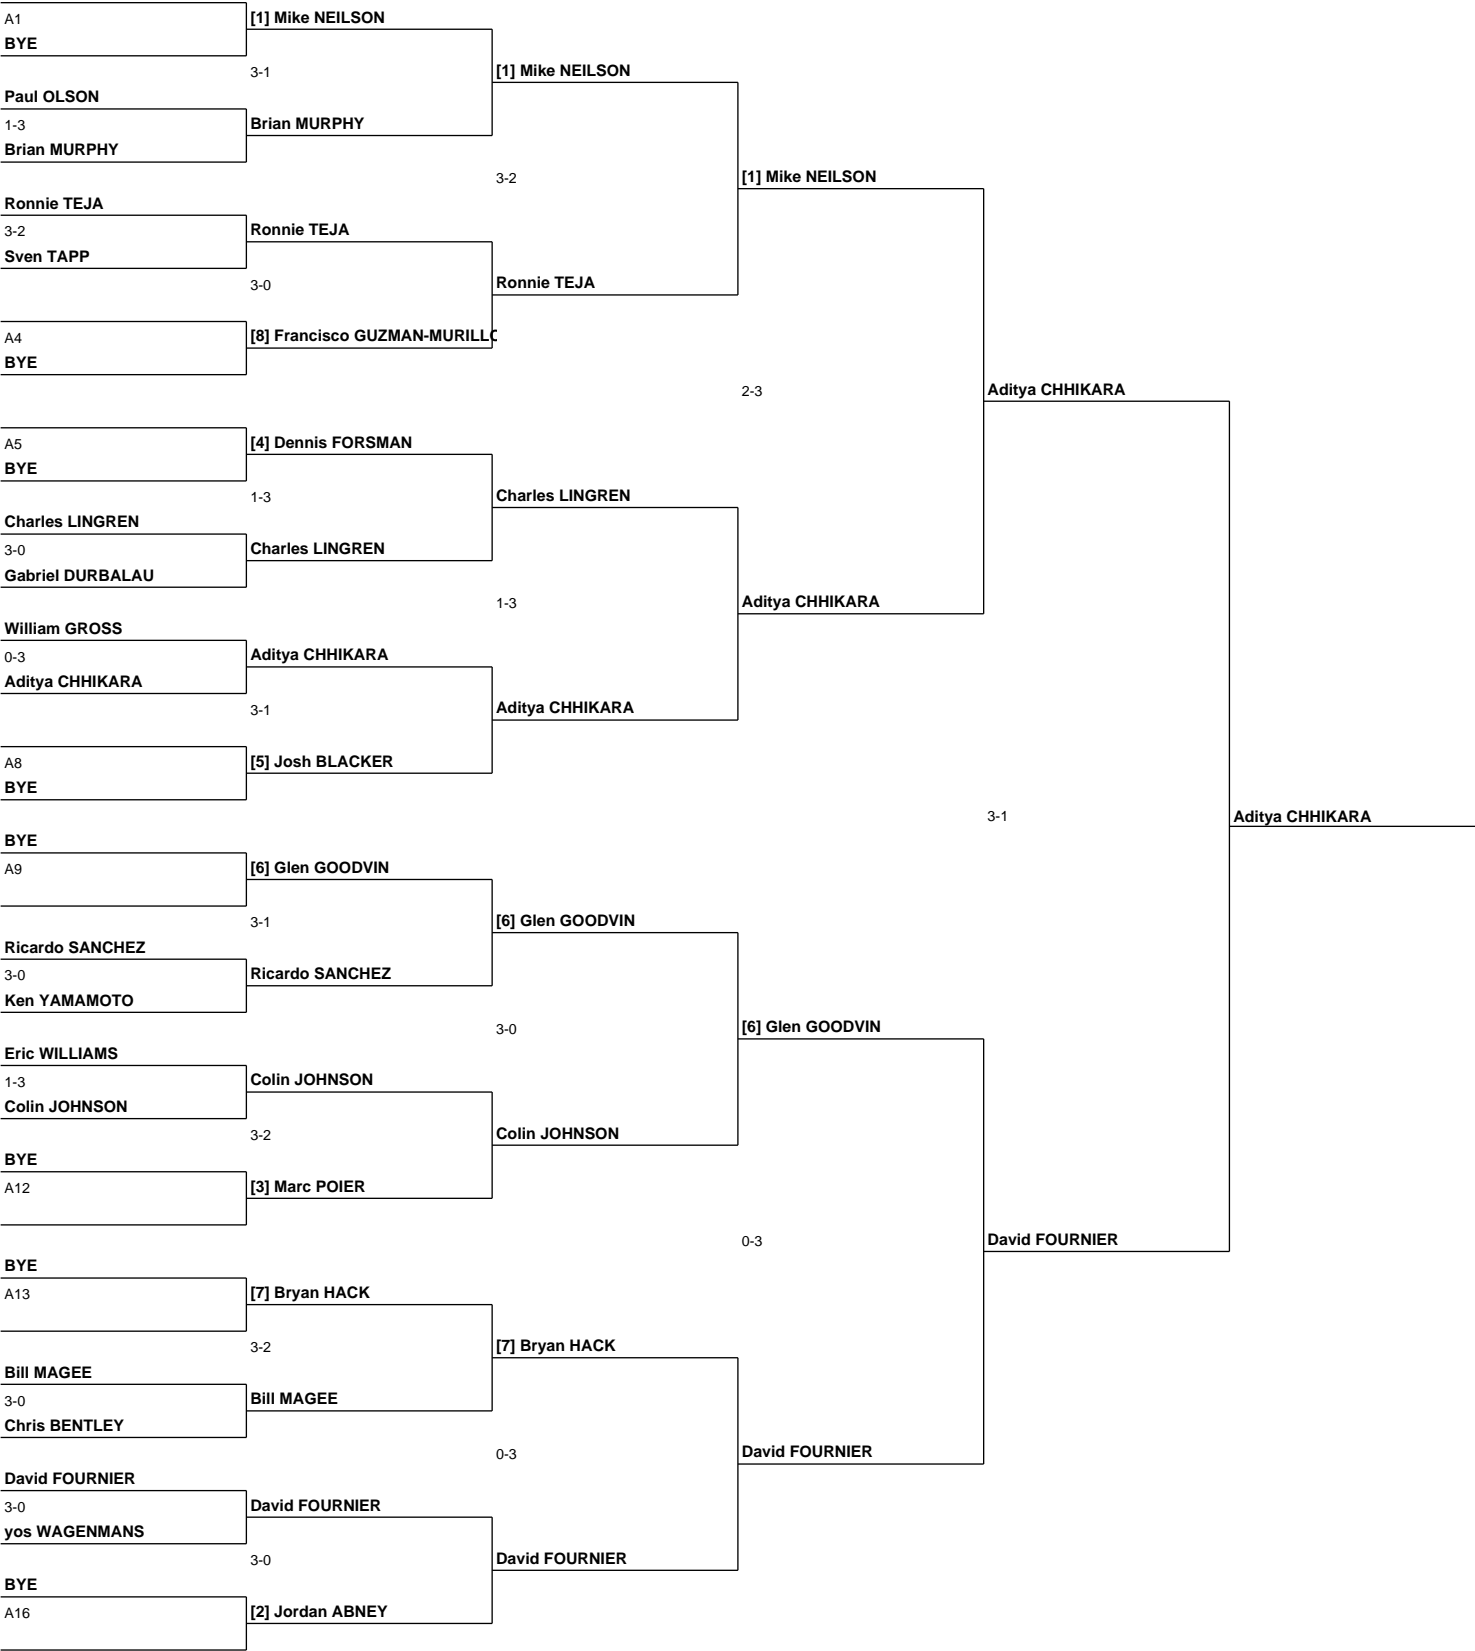 A1
BYE
[1] Mike NEILSON
3-1
[1] Mike NEILSON
Paul OLSON
1-3
Brian MURPHY
Brian MURPHY
3-2
[1] Mike NEILSON
Ronnie TEJA
3-2
Sven TAPP
Ronnie TEJA
3-0
Ronnie TEJA
A4
BYE
[8] Francisco GUZMAN-MURILLO
2-3
Aditya CHHIKARA
A5
BYE
[4] Dennis FORSMAN
1-3
Charles LINGREN
Charles LINGREN
3-0
Gabriel DURBALAU
Charles LINGREN
1-3
Aditya CHHIKARA
William GROSS
0-3
Aditya CHHIKARA
Aditya CHHIKARA
3-1
Aditya CHHIKARA
A8
BYE
[5] Josh BLACKER
3-1
Aditya CHHIKARA
BYE
A9
[6] Glen GOODVIN
3-1
[6] Glen GOODVIN
Ricardo SANCHEZ
3-0
Ken YAMAMOTO
Ricardo SANCHEZ
3-0
[6] Glen GOODVIN
Eric WILLIAMS
1-3
Colin JOHNSON
Colin JOHNSON
3-2
Colin JOHNSON
BYE
A12
[3] Marc POIER
0-3
David FOURNIER
BYE
A13
[7] Bryan HACK
3-2
[7] Bryan HACK
Bill MAGEE
3-0
Chris BENTLEY
Bill MAGEE
0-3
David FOURNIER
David FOURNIER
3-0
yos WAGENMANS
David FOURNIER
3-0
David FOURNIER
BYE
A16
[2] Jordan ABNEY